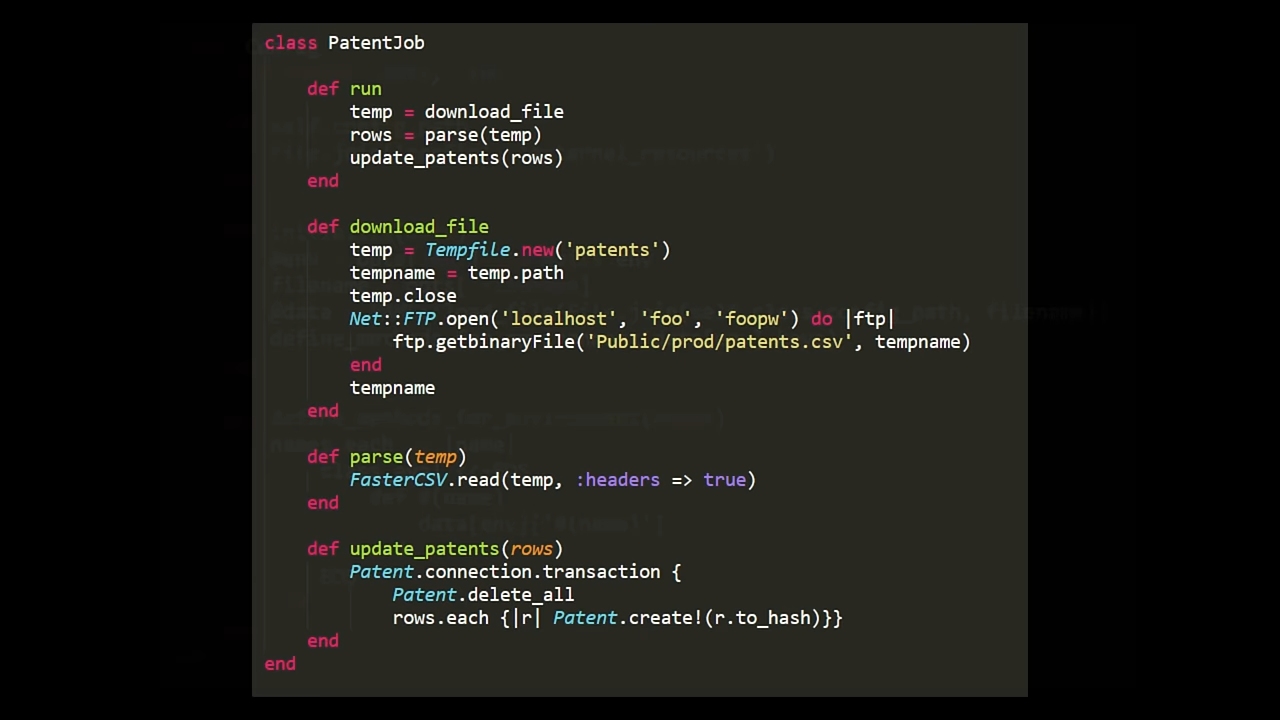 class PatentJob
def run
temp = download_file
rows = parse(temp)
update_patents(rows)
end
def download_file
temp = Tempfile.new('patents')
tempname = temp.path
temp.close
Net::FTP.open('localhost', 'foo', 'foopw') do |ftp|
ftp.getbinaryFile('Public/prod/patents.csv', tempname)
end
tempname
end
def parse(temp)
FasterCSV.read(temp, :headers => true)
end
def update_patents(rows)
Patent.connection.transaction {
Patent.delete_all
rows.each {|r| Patent.create!(r.to_hash)}}
end
end